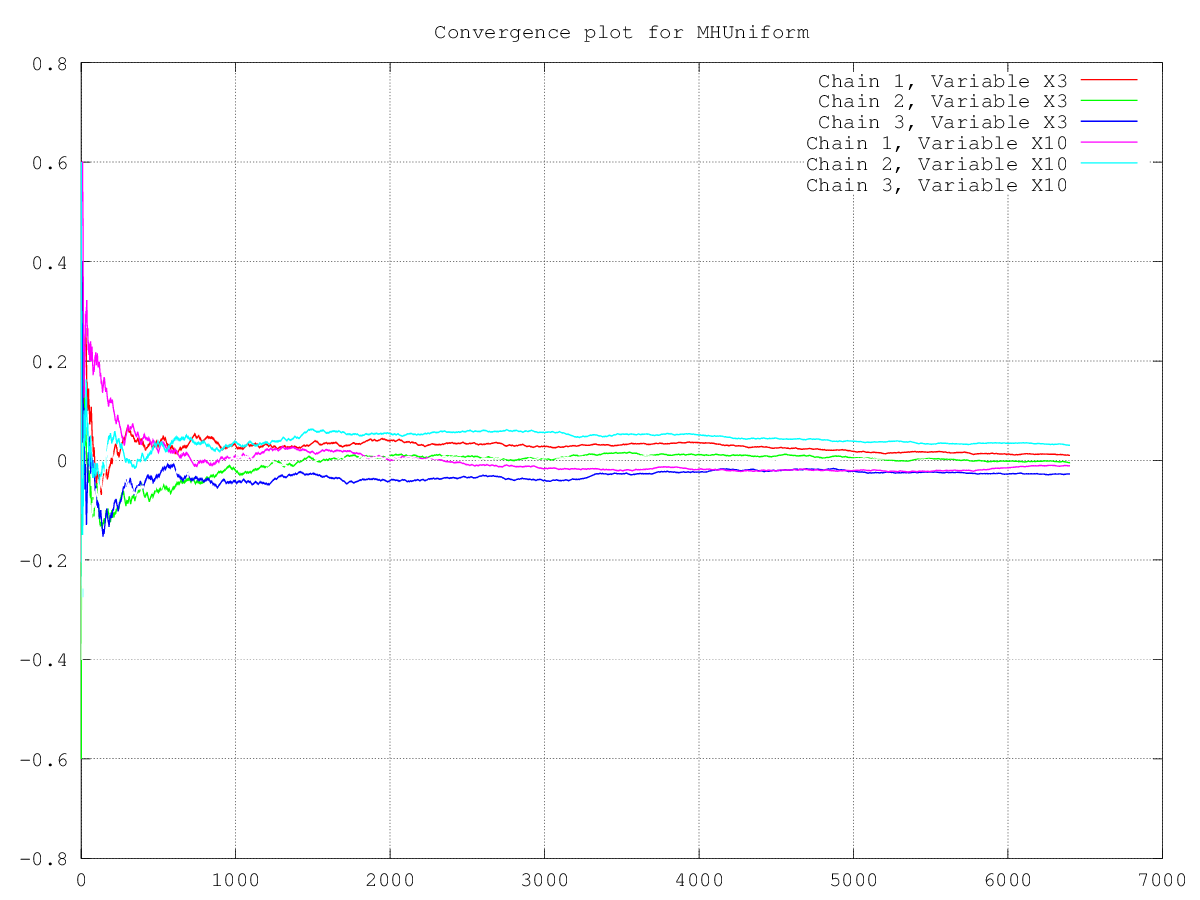 Convergence plot for MHUniform
0.8
Chain 1, Variable X3
Chain 2, Variable X3
Chain 3, Variable X3
Chain 1, Variable X10
Chain 2, Variable X10
Chain 3, Variable X10
0.6
0.4
0.2
0
-0.2
-0.4
-0.6
-0.8
0 1000 2000 3000 4000 5000 6000 7000